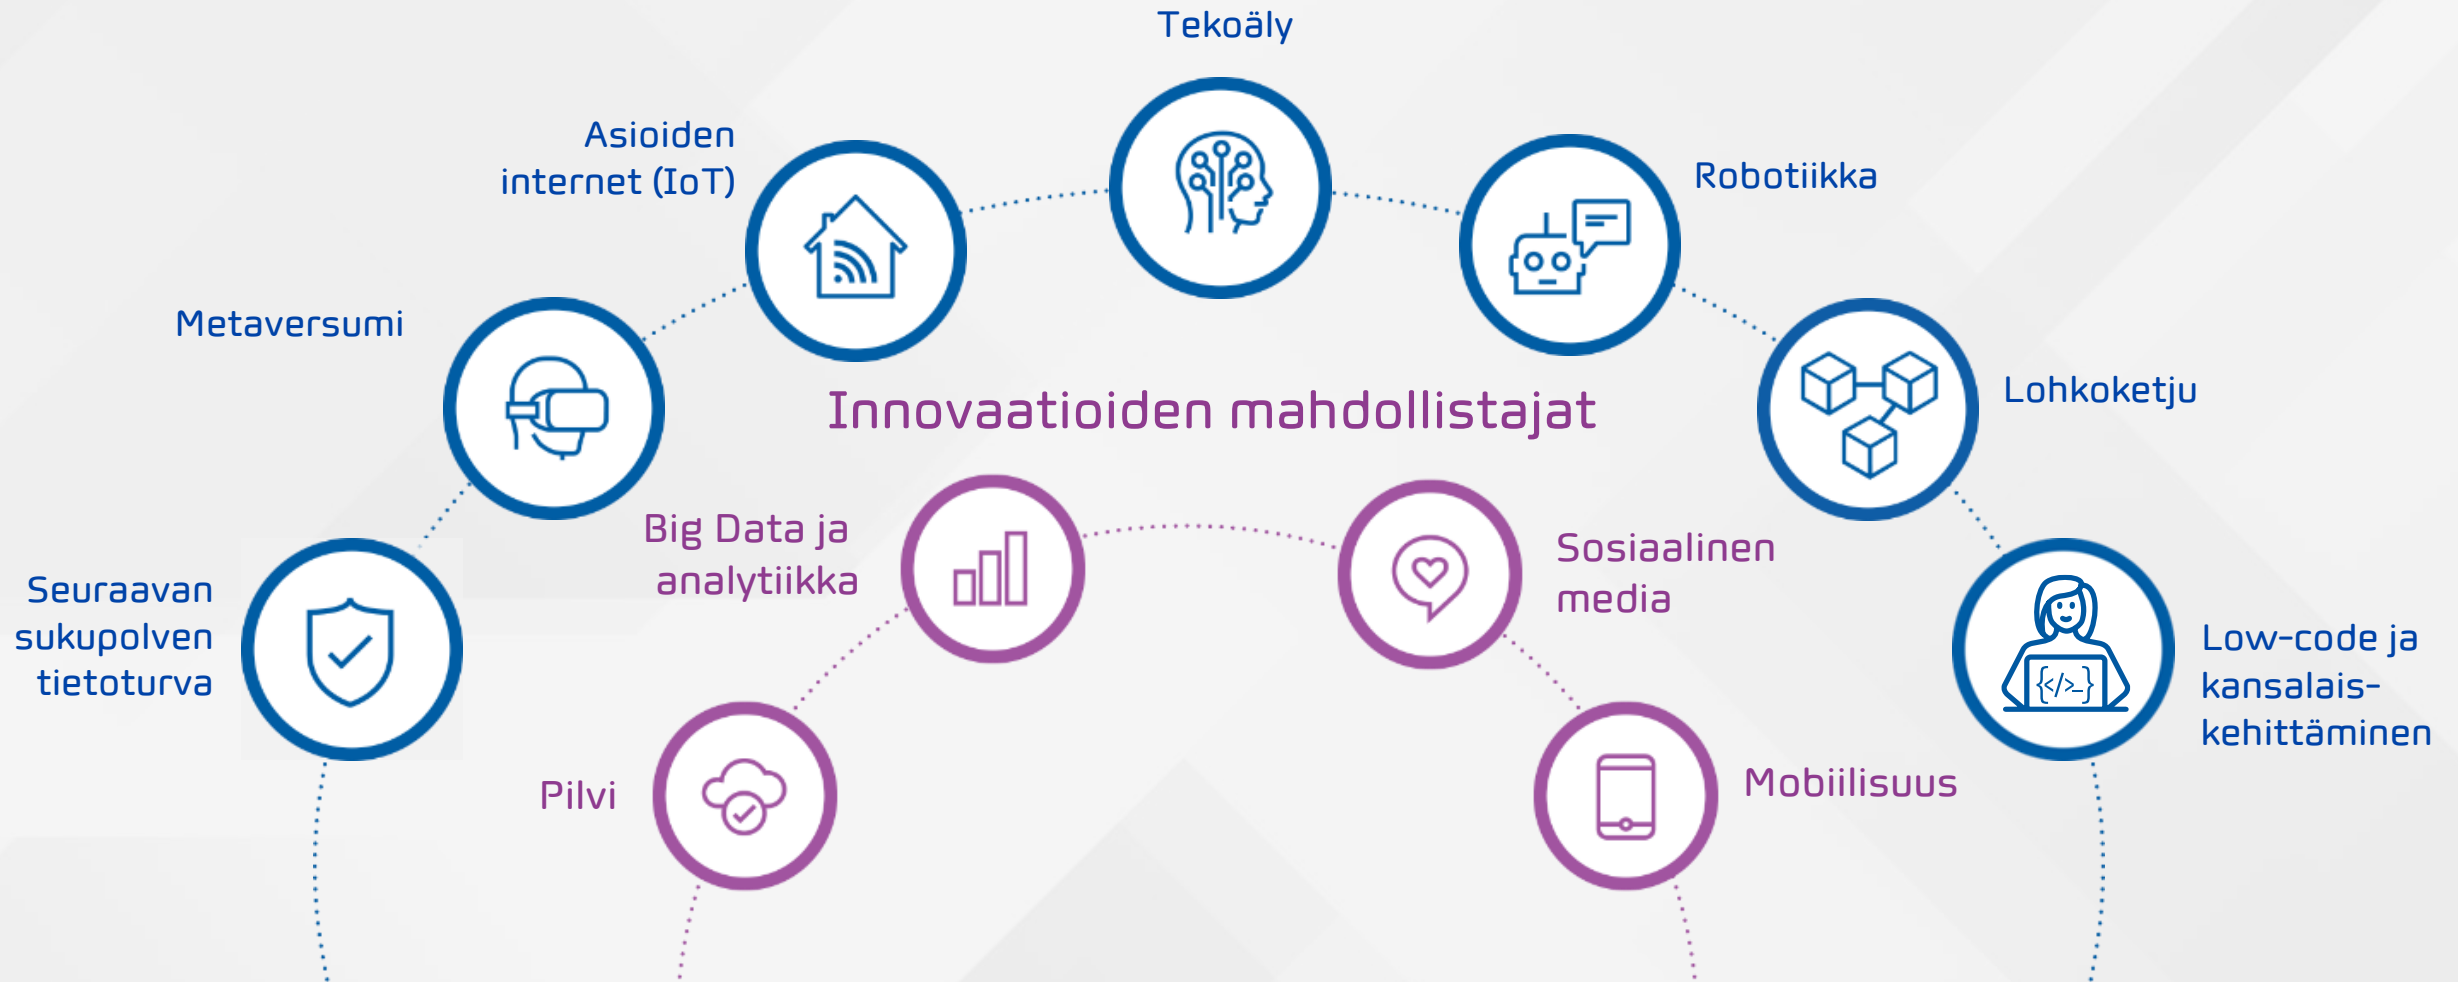 Tekoäly
Asioiden
internet (IoT)
Robotiikka
Metaversumi
Lohkoketju
Innovaatioiden mahdollistajat
Big Data ja
analytiikka
Sosiaalinen
media
Seuraavan
sukupolven
tietoturva
Low-code ja
kansalais-
kehittäminen
{</>_}
Pilvi
Mobiilisuus